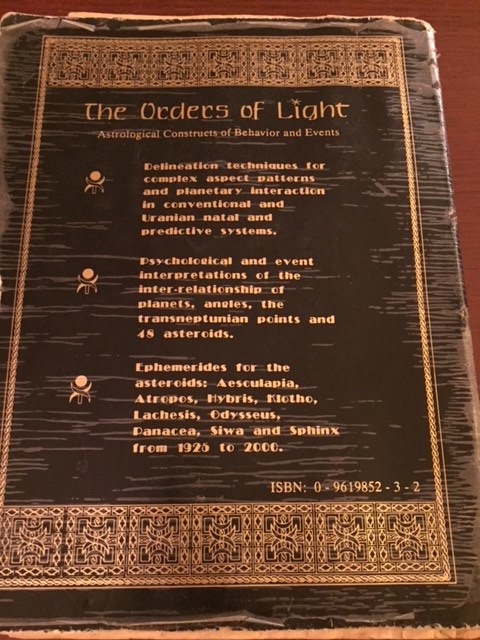 The Orders of Light
Astrological Constructs of Behavior and Events
Delineation techniques for
complex aspect patterns
and planetary interaction
in conventional and
Uranian natal and
predictive systems.
Psychological and event
interpretations of the
inter-relationship of
planets, angles, the
transneptunian points and
48 asteroids.
Ephemerides for the
asteroids: Aesculapia,
Atropos, Hybris, Klotho,
Lachesis, Odysseus,
Panacea, Siwa and Sphinx
from 1925 to 2000.
ISBN: 0 - 9619852 - 3 - 2